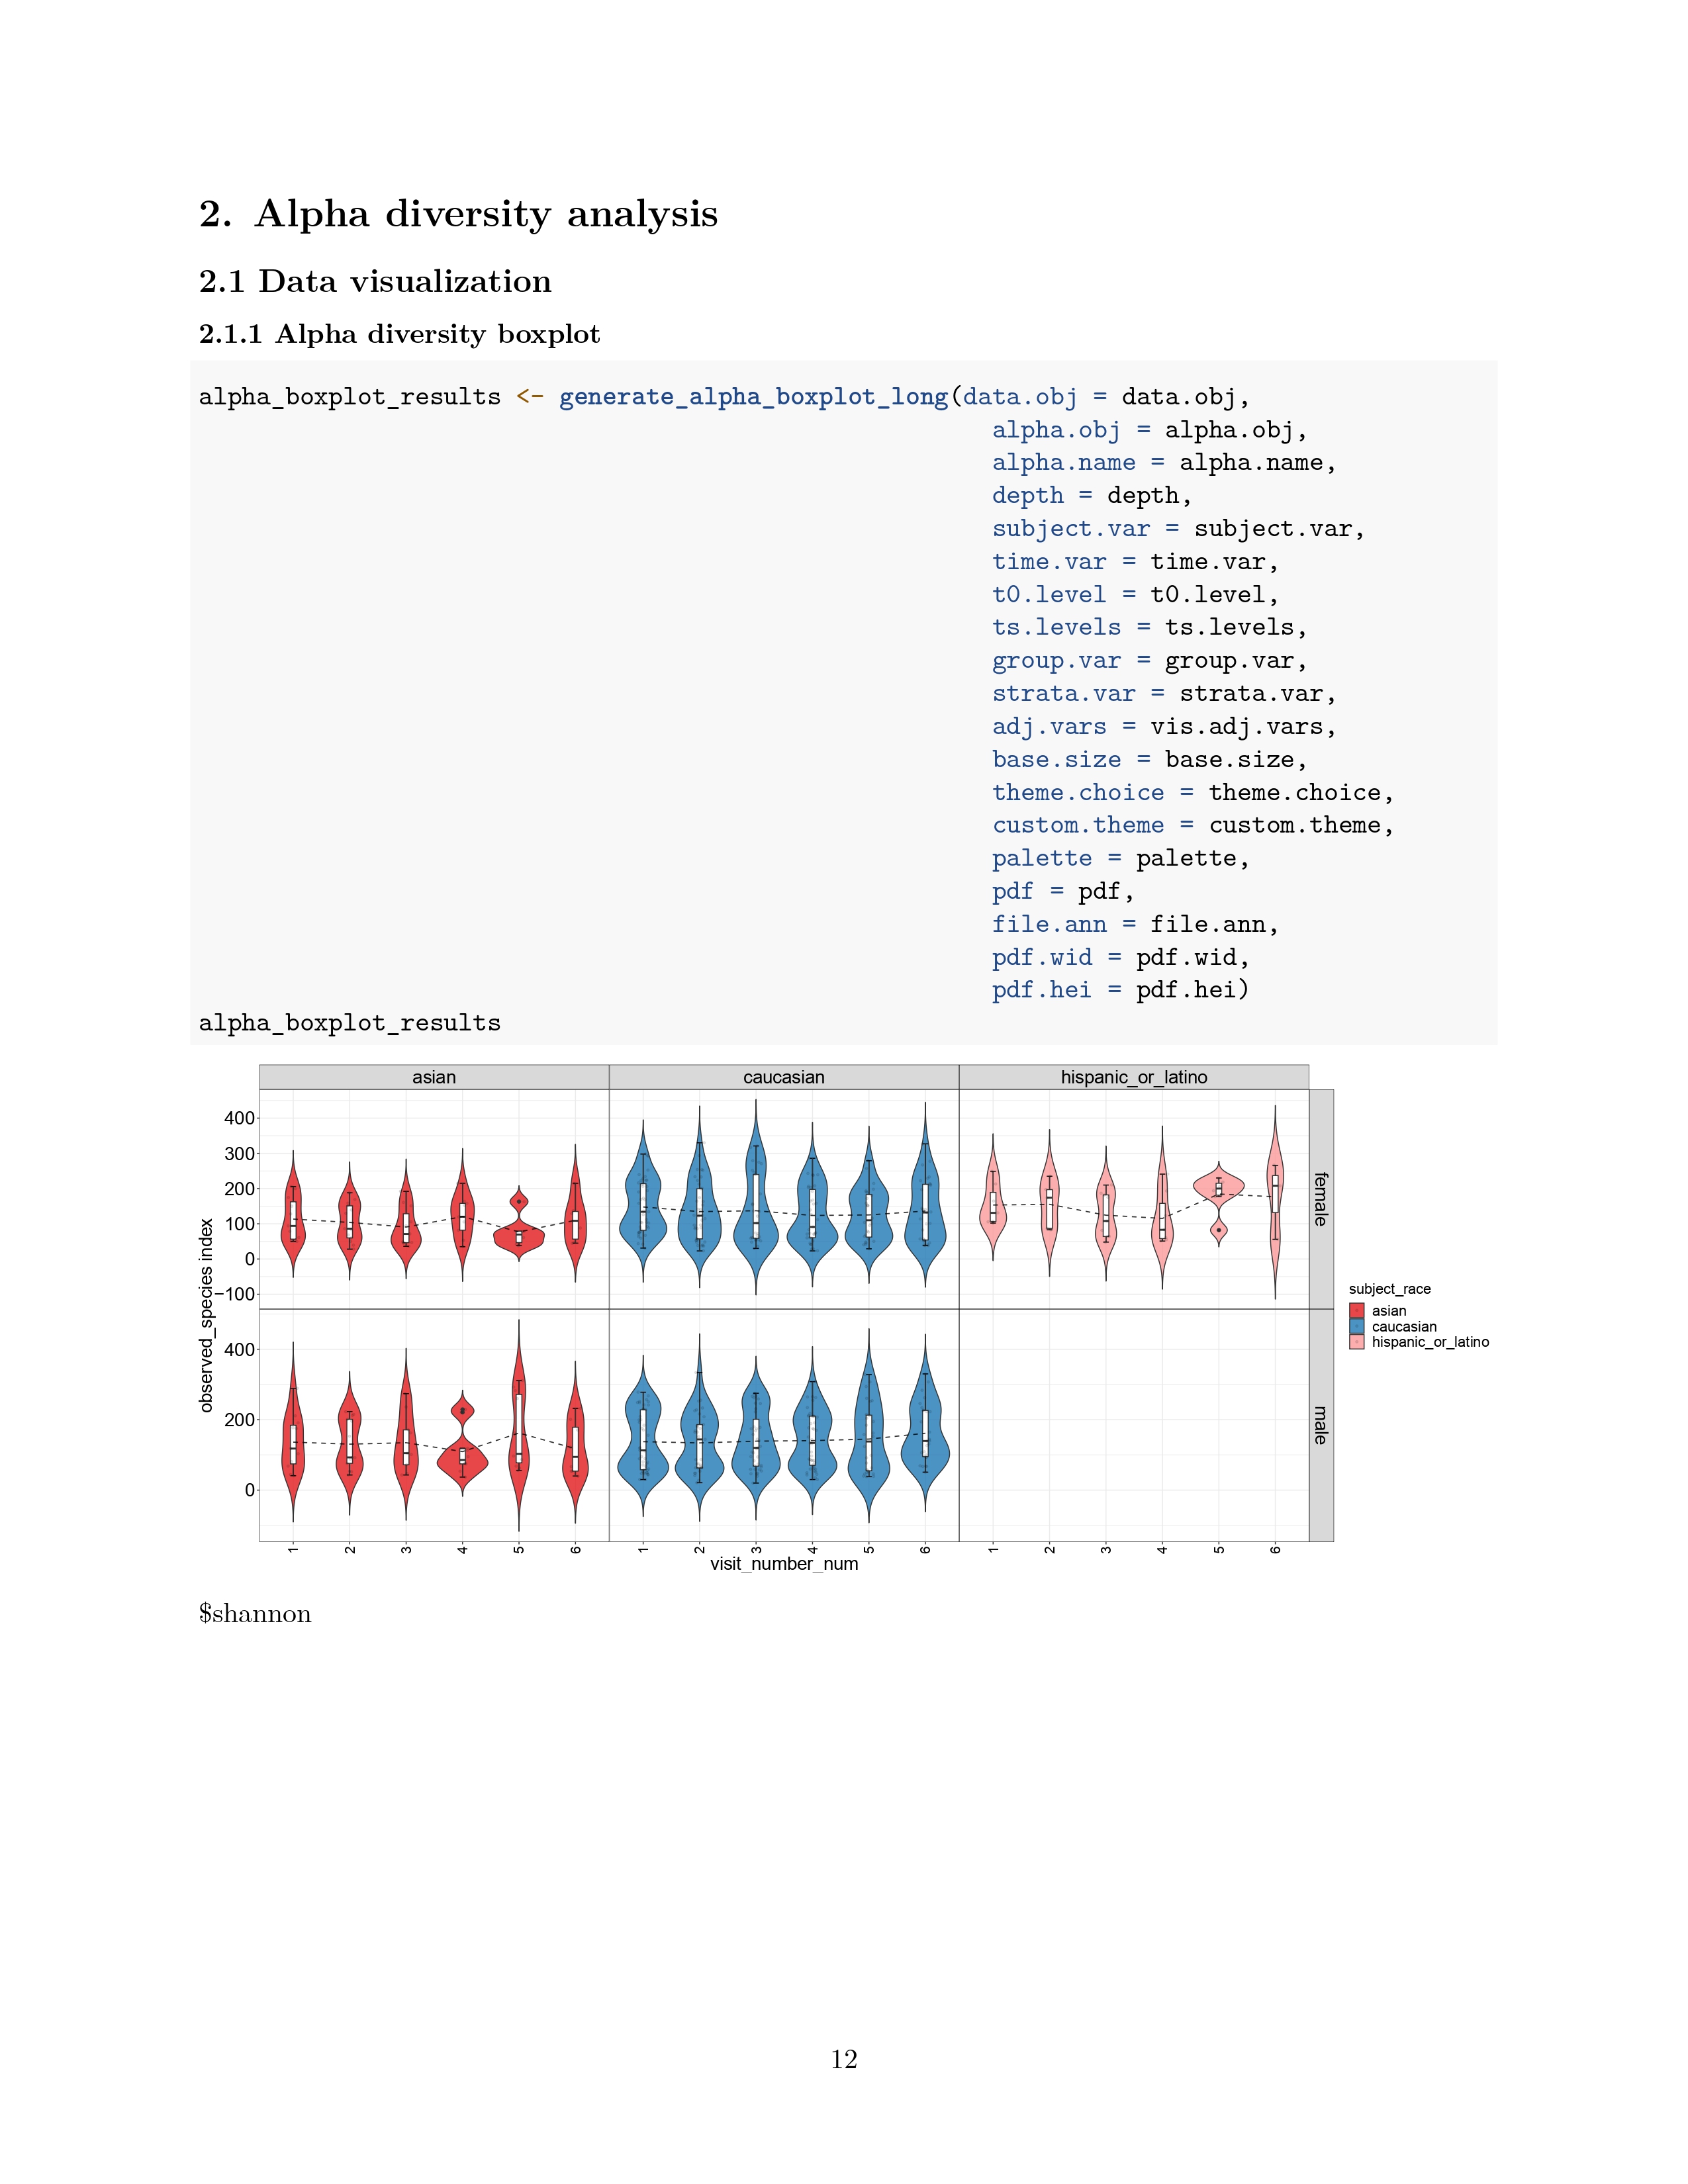 2. Alpha diversity analysis
2.1 Data visualization
2.1.1 Alpha diversity boxplot
alpha_boxplot_results <- generate_alpha_boxplot_long(data.obj = data.obj,
alpha.obj = alpha.obj,
alpha.name = alpha.name,
depth = depth,
subject.var = subject.var,
time.var = time.var,
t0.level = t0.level,
ts.levels = ts.levels,
group.var = group.var,
strata.var = strata.var,
adj.vars = vis.adj.vars,
base.size = base.size,
theme.choice = theme.choice,
custom.theme = custom.theme,
palette = palette,
pdf = pdf,
file.ann = file.ann,
pdf.wid = pdf.wid,
pdf.hei = pdf.hei)
alpha_boxplot_results
asian caucasian hispanic_or_latino
400
300
200
100
0
−100
female
400
200
0
male
observed_species index
1 2 3 4 5 6 1 2 3 4 5 6 1 2 3 4 5 6
visit_number_num
subject_race
asian
caucasian
hispanic_or_latino
$shannon
12